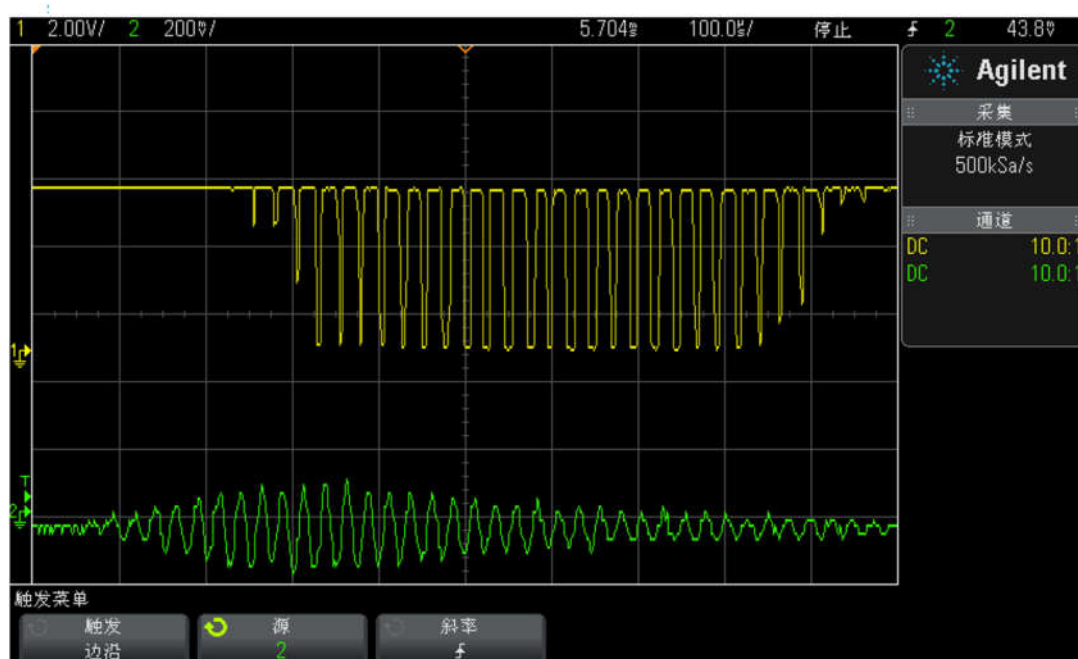 1 2.00V/ 2 200mV/ 5.704ms 100.0us/ 停止 2 43.8mV
Agilent
采集
标准模式
500kSa/s
通道
DC 10.0:1
DC 10.0:1
1
T
2
触发菜单
触发 源 斜率
边沿 2